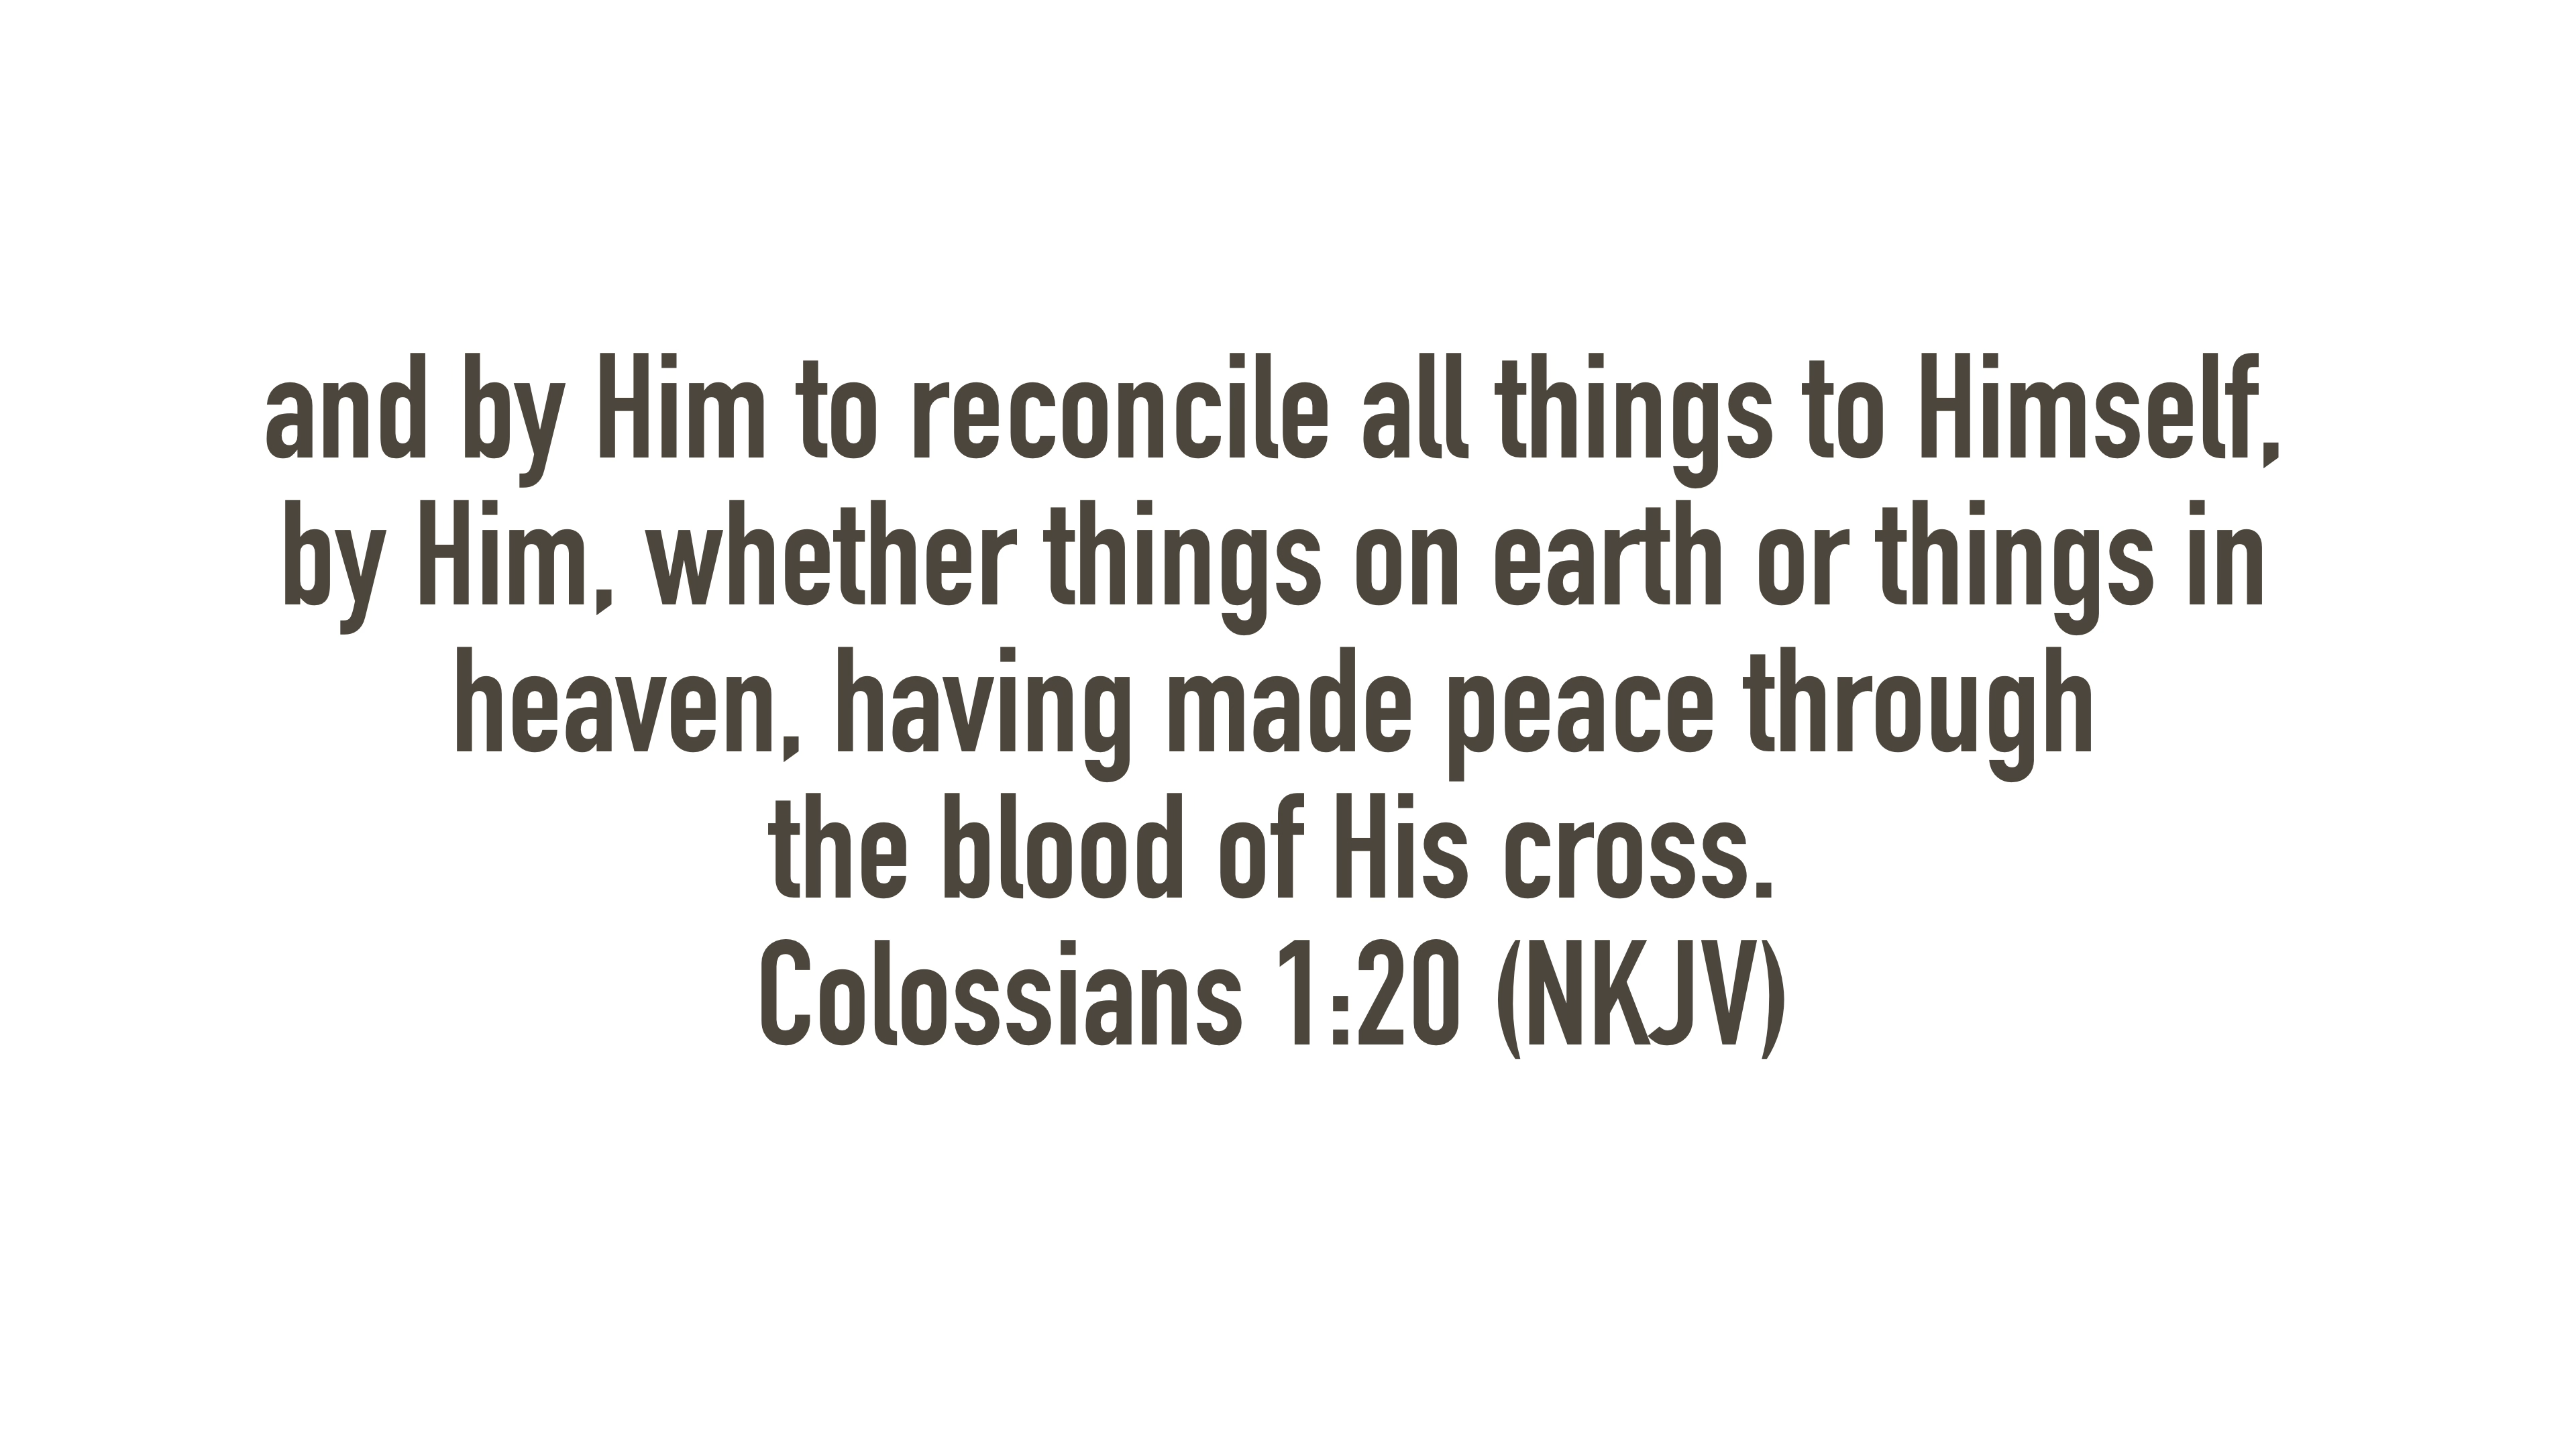 and by Him to reconcile all things to Himself,
by Him, whether things on earth or things in
heaven, having made peace through
the blood of His cross.
Colossians 1:20 (NKJV)